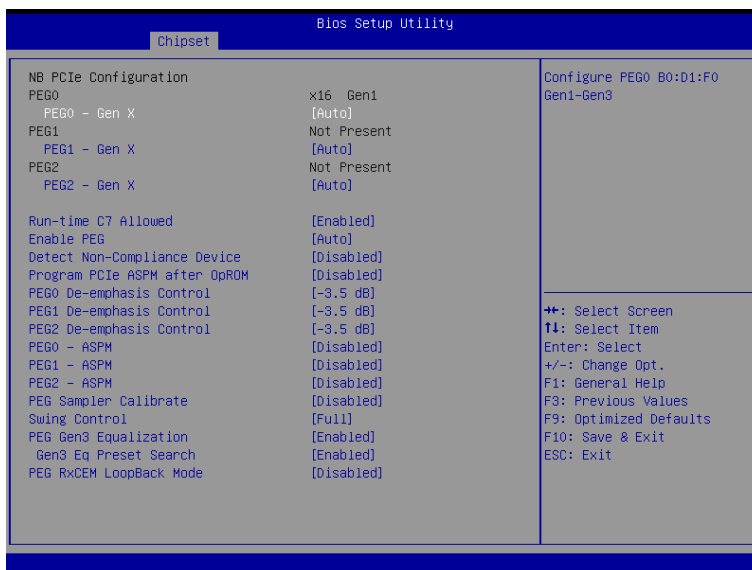 Bios Setup Utility
Chipset
NB PCIe Configuration
PEG0 x16 Gen1
PEG0 - Gen X [Auto]
PEG1 Not Present
PEG1 - Gen X [Auto]
PEG2 Not Present
PEG2 - Gen X [Auto]
Run-time C7 Allowed [Enabled]
Enable PEG [Auto]
Detect Non-Compliance Device [Disabled]
Program PCIe ASPM after OpROM [Disabled]
PEG0 De-emphasis Control [-3.5 dB]
PEG1 De-emphasis Control [-3.5 dB]
PEG2 De-emphasis Control [-3.5 dB]
PEG0 - ASPM [Disabled]
PEG1 - ASPM [Disabled]
PEG2 - ASPM [Disabled]
PEG Sampler Calibrate [Disabled]
Swing Control [Full]
PEG Gen3 Equalization [Enabled]
Gen3 Eq Preset Search [Enabled]
PEG RxCEM LoopBack Mode [Disabled]
Configure PEG0 B0:D1:F0
Gen1-Gen3
→←: Select Screen
↑↓: Select Item
Enter: Select
+/-: Change Opt.
F1: General Help
F3: Previous Values
F9: Optimized Defaults
F10: Save & Exit
ESC: Exit